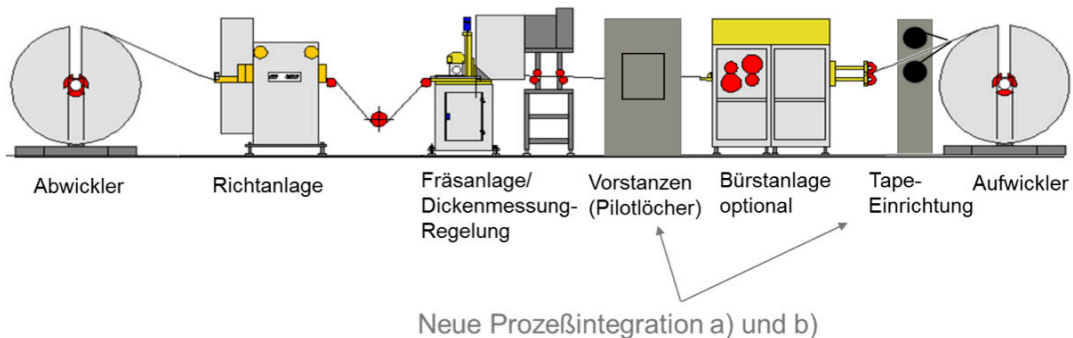 Abwickler
Richtanlage
Fräsanlage/
Dickenmessung-
Regelung
Vorstanzen
(Pilotlöcher)
Bürstanlage
optional
Tape-
Einrichtung
Aufwickler
Neue Prozeßintegration a) und b)